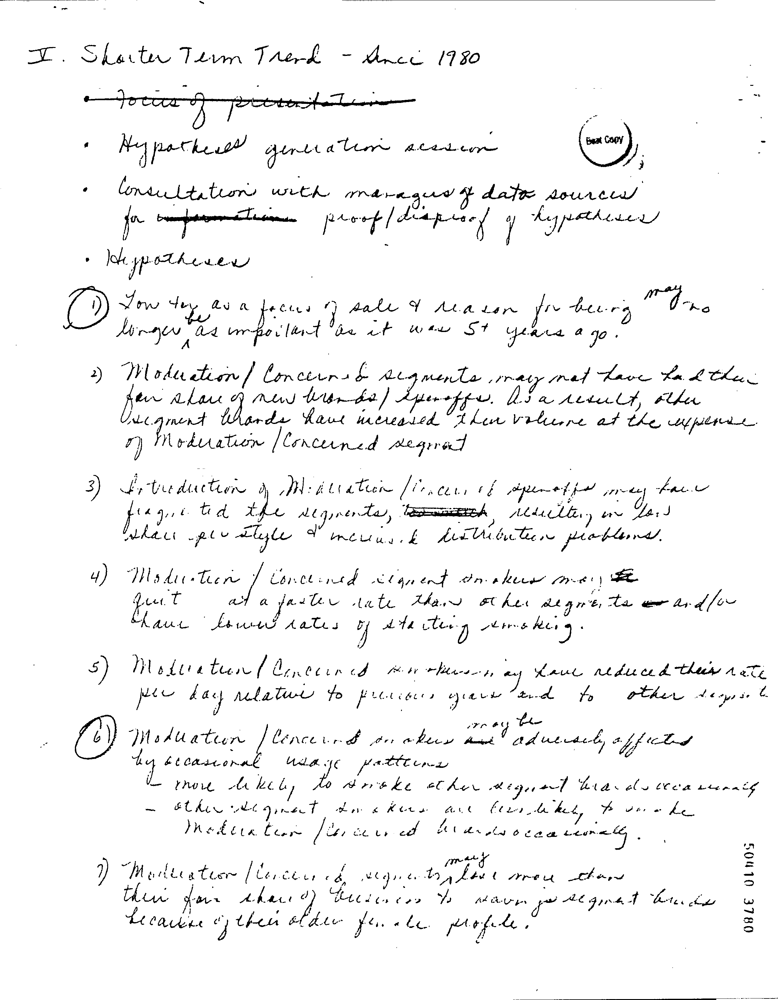 V. Shorter Term Trend - Since 1980
• Focus of presentation
• Hypotheses generation session
Best Copy
• Consultation with managers of data sources
for information proof/disproof of hypotheses
• Hypotheses
1) Low tar as a focus of sale & reason for being may no
longer be as important as it was 5+ years ago.
2) Moderation/Concerned segments may not have had their
fair share of new brands/spinoffs. As a result, other
segment brands have increased their volume at the expense
of Moderation/Concerned segment
3) Introduction of Moderation/Concerned spinoffs may have
fragmented the segments, resulting in less
share per style & increased distribution problems.
4) Moderation/Concerned segment smokers may
quit at a faster rate than other segments and/or
have lower rates of starting smoking.
5) Moderation/Concerned smokers may have reduced their rate
per day relative to previous years and to other segments
6) Moderation/Concerned smokers are may be adversely affected
by occasional usage patterns
- more likely to smoke other segment brands occasionally
- other segment smokers are less likely to smoke
Moderation/Concerned brands occasionally.
7) Moderation/Concerned segments may lose more than
their fair share of business to savings segment brands
because of their older female profile.
50410 3780